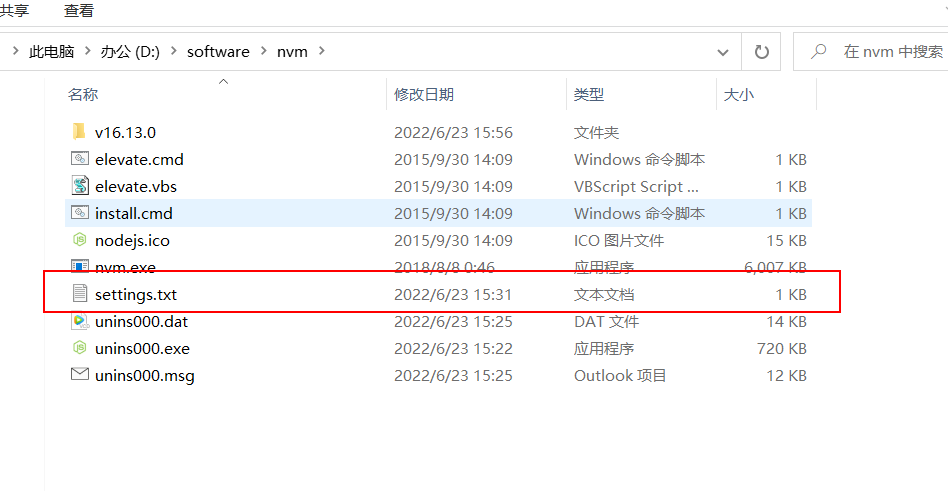 共享 查看
此电脑 办公 (D:) software nvm 在 nvm 中搜索
名称 修改日期 类型 大小
v16.13.0 2022/6/23 15:56 文件夹
elevate.cmd 2015/9/30 14:09 Windows 命令脚本 1 KB
elevate.vbs 2015/9/30 14:09 VBScript Script ... 1 KB
install.cmd 2015/9/30 14:09 Windows 命令脚本 1 KB
nodejs.ico 2015/9/30 14:09 ICO 图片文件 15 KB
nvm.exe 2018/8/8 0:46 应用程序 6,007 KB
settings.txt 2022/6/23 15:31 文本文档 1 KB
unins000.dat 2022/6/23 15:25 DAT 文件 14 KB
unins000.exe 2022/6/23 15:22 应用程序 720 KB
unins000.msg 2022/6/23 15:25 Outlook 项目 12 KB